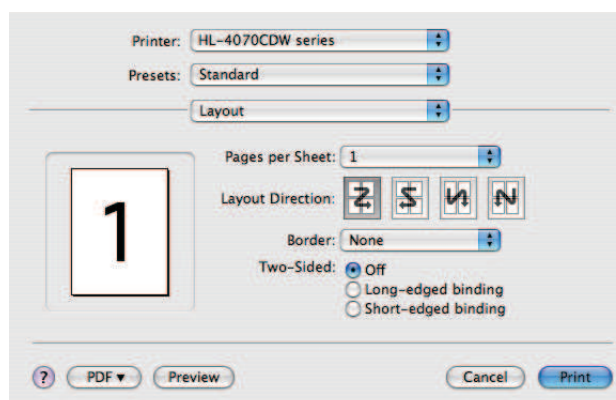 Printer: HL-4070CDW series
Presets: Standard
Layout
Pages per Sheet: 1
Layout Direction:
1
Border: None
Two-Sided: Off
Long-edged binding
Short-edged binding
? PDF ▼ Preview Cancel Print